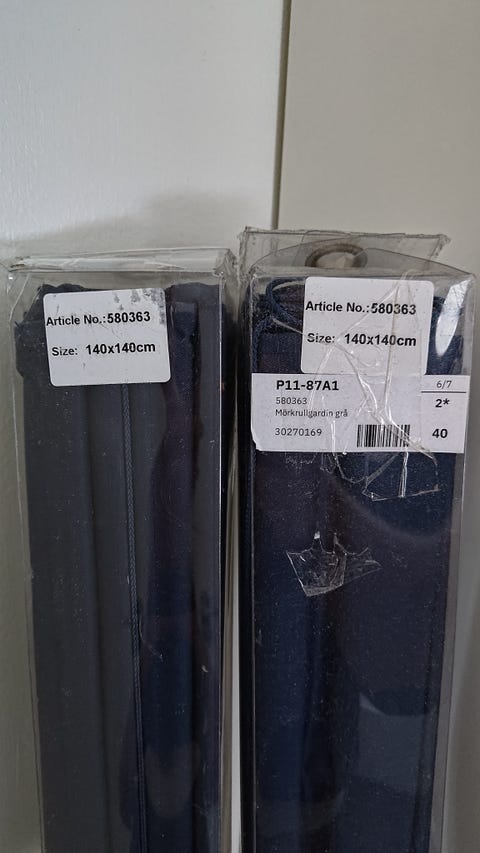 Article No.:580363
Size: 140x140cm
Article No.:580363
Size: 140x140cm
P11-87A1
6/7
580363
2*
Mörkrullgardin grå
30270169
40